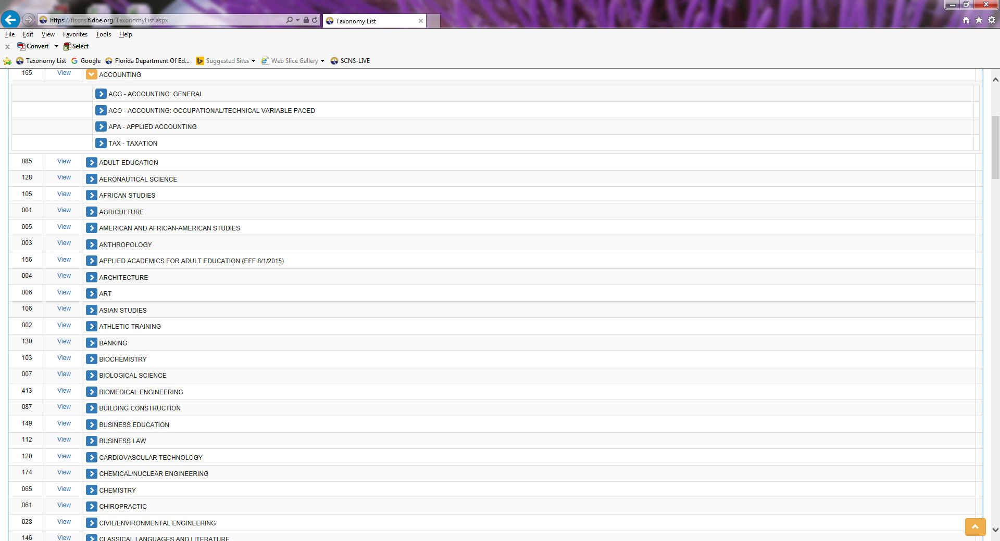 https://flscns.fldoe.org/TaxonomyList.aspx
Taxonomy List
File Edit View Favorites Tools Help
Convert Select
Taxonomy List Google Florida Department Of Ed... Suggested Sites Web Slice Gallery SCNS-LIVE
165 View ACCOUNTING
ACG - ACCOUNTING: GENERAL
ACO - ACCOUNTING: OCCUPATIONAL/TECHNICAL VARIABLE PACED
APA - APPLIED ACCOUNTING
TAX - TAXATION
085 View ADULT EDUCATION
128 View AERONAUTICAL SCIENCE
105 View AFRICAN STUDIES
001 View AGRICULTURE
005 View AMERICAN AND AFRICAN-AMERICAN STUDIES
003 View ANTHROPOLOGY
156 View APPLIED ACADEMICS FOR ADULT EDUCATION (EFF 8/1/2015)
004 View ARCHITECTURE
006 View ART
106 View ASIAN STUDIES
002 View ATHLETIC TRAINING
130 View BANKING
103 View BIOCHEMISTRY
007 View BIOLOGICAL SCIENCE
413 View BIOMEDICAL ENGINEERING
087 View BUILDING CONSTRUCTION
149 View BUSINESS EDUCATION
112 View BUSINESS LAW
120 View CARDIOVASCULAR TECHNOLOGY
174 View CHEMICAL/NUCLEAR ENGINEERING
065 View CHEMISTRY
061 View CHIROPRACTIC
028 View CIVIL/ENVIRONMENTAL ENGINEERING
146 View CLASSICAL LANGUAGES AND LITERATURE